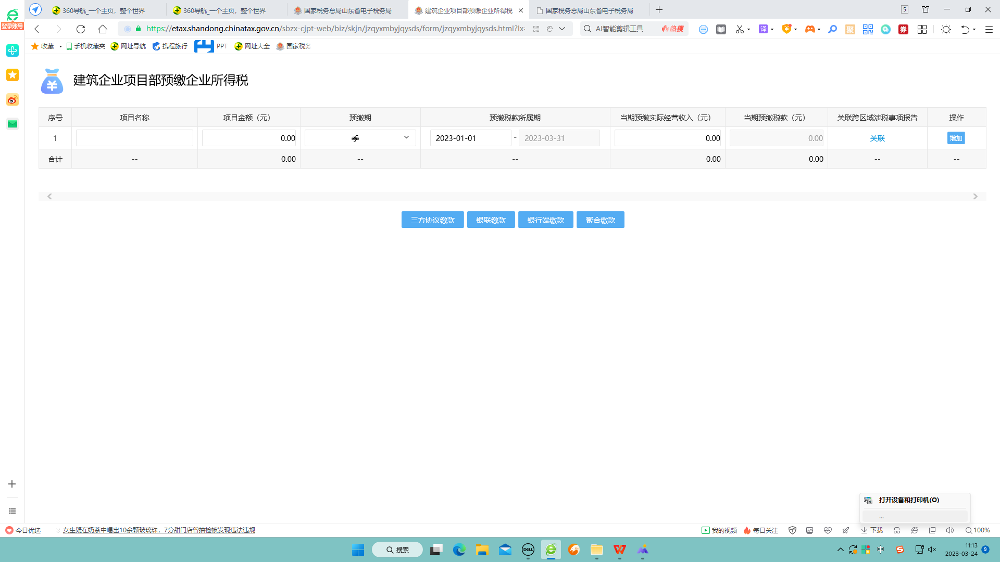 360导航_一个主页，整个世界
360导航_一个主页，整个世界
国家税务总局山东省电子税务局
建筑企业项目部预缴企业所得税
国家税务总局山东省电子税务局
5
登录账号
https://etax.shandong.chinatax.gov.cn/sbzx-cjpt-web/biz/skjn/jzqyxmbyjqysds/form/jzqyxmbyjqysds.html?lx=
AI智能剪辑工具
热搜
译
聚
券
收藏
手机收藏夹
网址导航
携程旅行
PPT
网址大全
国家税务
建筑企业项目部预缴企业所得税
序号 项目名称 项目金额（元） 预缴期 预缴税款所属期 当期预缴实际经营收入（元） 当期预缴税款（元） 关联跨区域涉税事项报告 操作
1 0.00 季 2023-01-01 - 2023-03-31 0.00 0.00 关联 增加
合计 -- 0.00 -- -- 0.00 0.00 -- --
三方协议缴款 银联缴款 银行端缴款 聚合缴款
打开设备和打印机(O)
...
今日优选
女生疑在奶茶中喝出10余颗玻璃珠，7分甜门店曾抽检被发现违法违规
我的视频
每日关注
下载
100%
搜索
DELL
中
11:13
2023-03-24
9